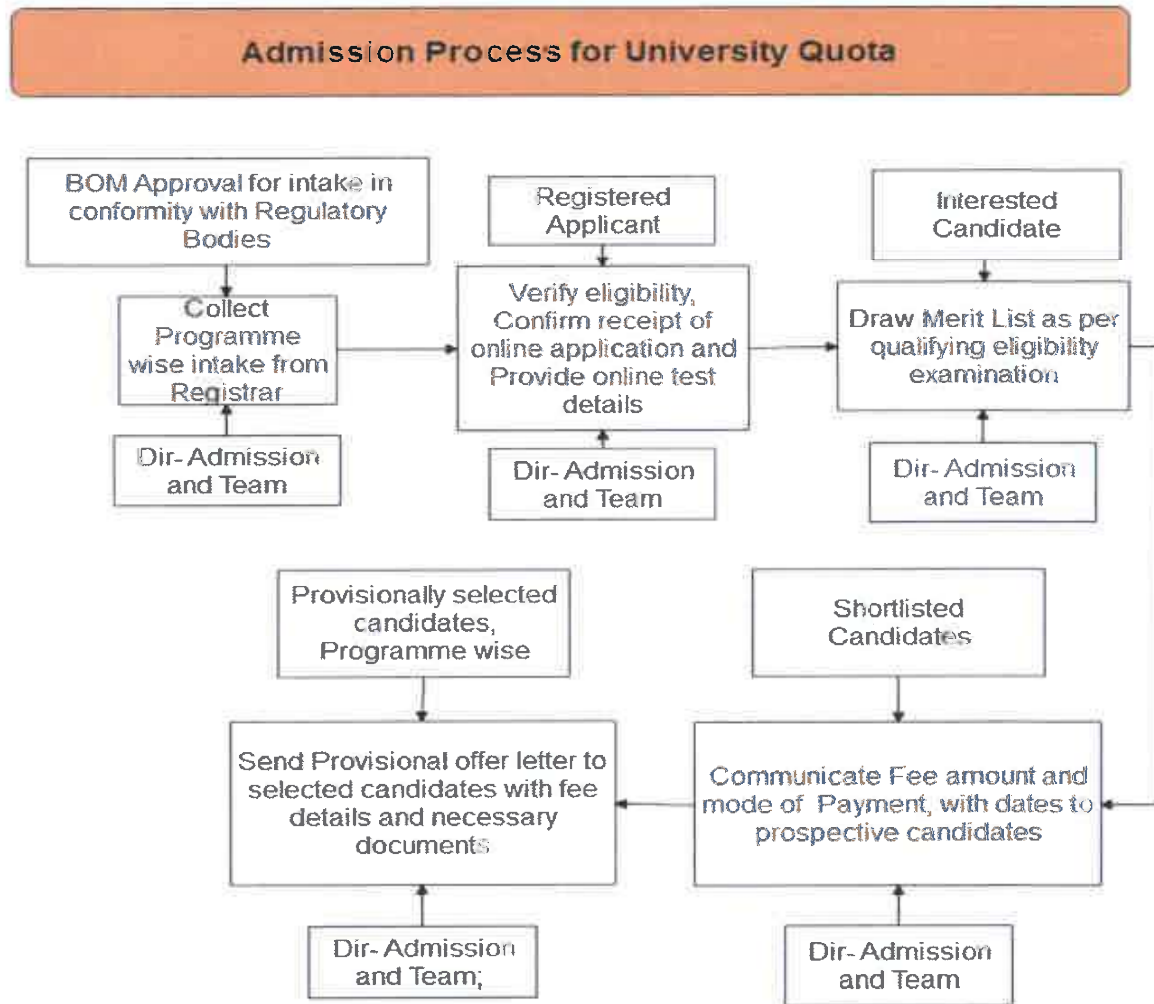 Admission Process for University Quota
BOM Approval for intake in
conformity with Regulatory
Bodies
Registered
Applicant
Interested
Candidate
Collect
Programme
wise intake from
Registrar
Verify eligibility,
Confirm receipt of
online application and
Provide online test
details
Draw Merit List as per
qualifying eligibility
examination
Dir- Admission
and Team
Dir- Admission
and Team
Dir- Admission
and Team
Provisionally selected
candidates,
Programme wise
Shortlisted
Candidates
Send Provisional offer letter to
selected candidates with fee
details and necessary
documents
Communicate Fee amount and
mode of Payment, with dates to
prospective candidates
Dir- Admission
and Team;
Dir- Admission
and Team